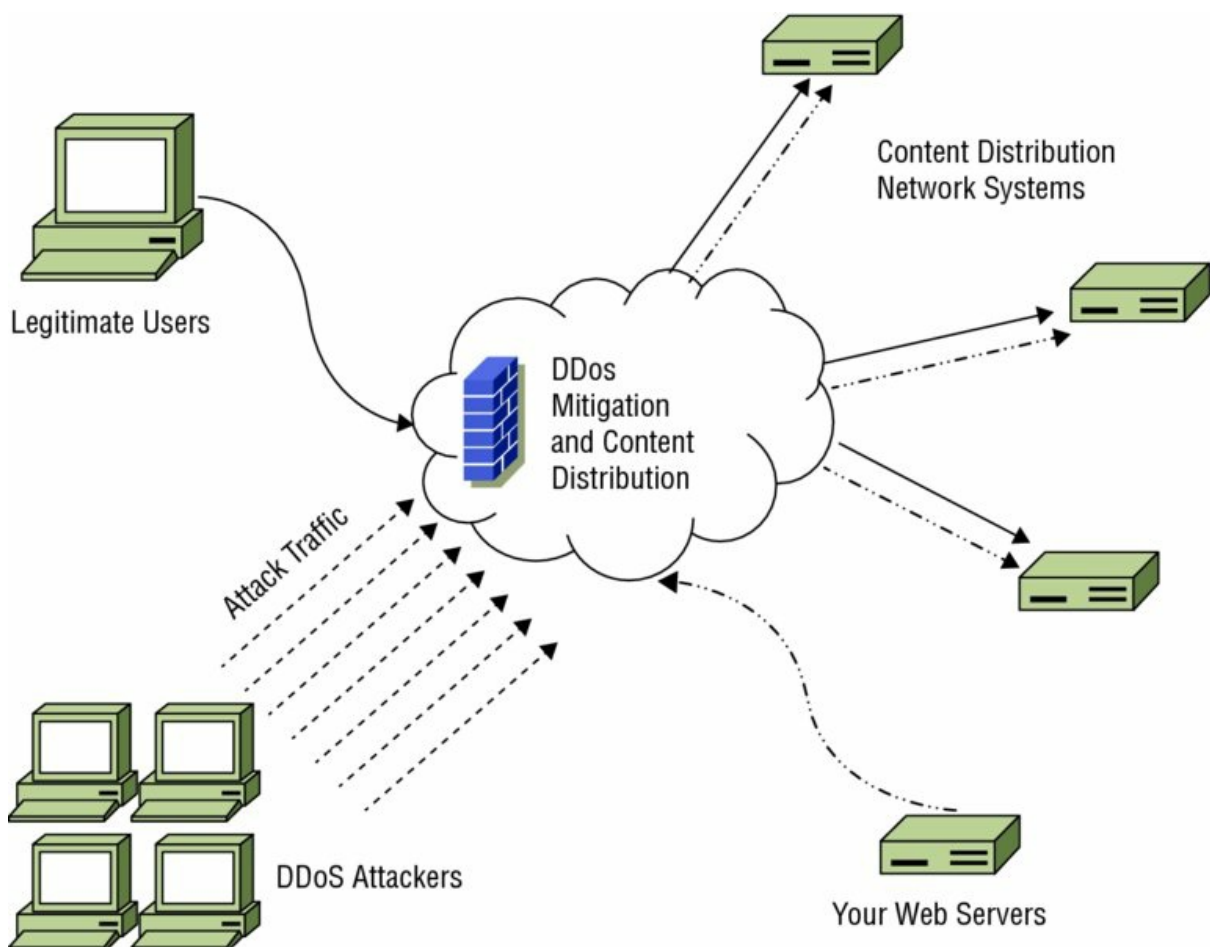 Content Distribution
Network Systems
Legitimate Users
DDos
Mitigation
and Content
Distribution
Attack Traffic
DDoS Attackers
Your Web Servers